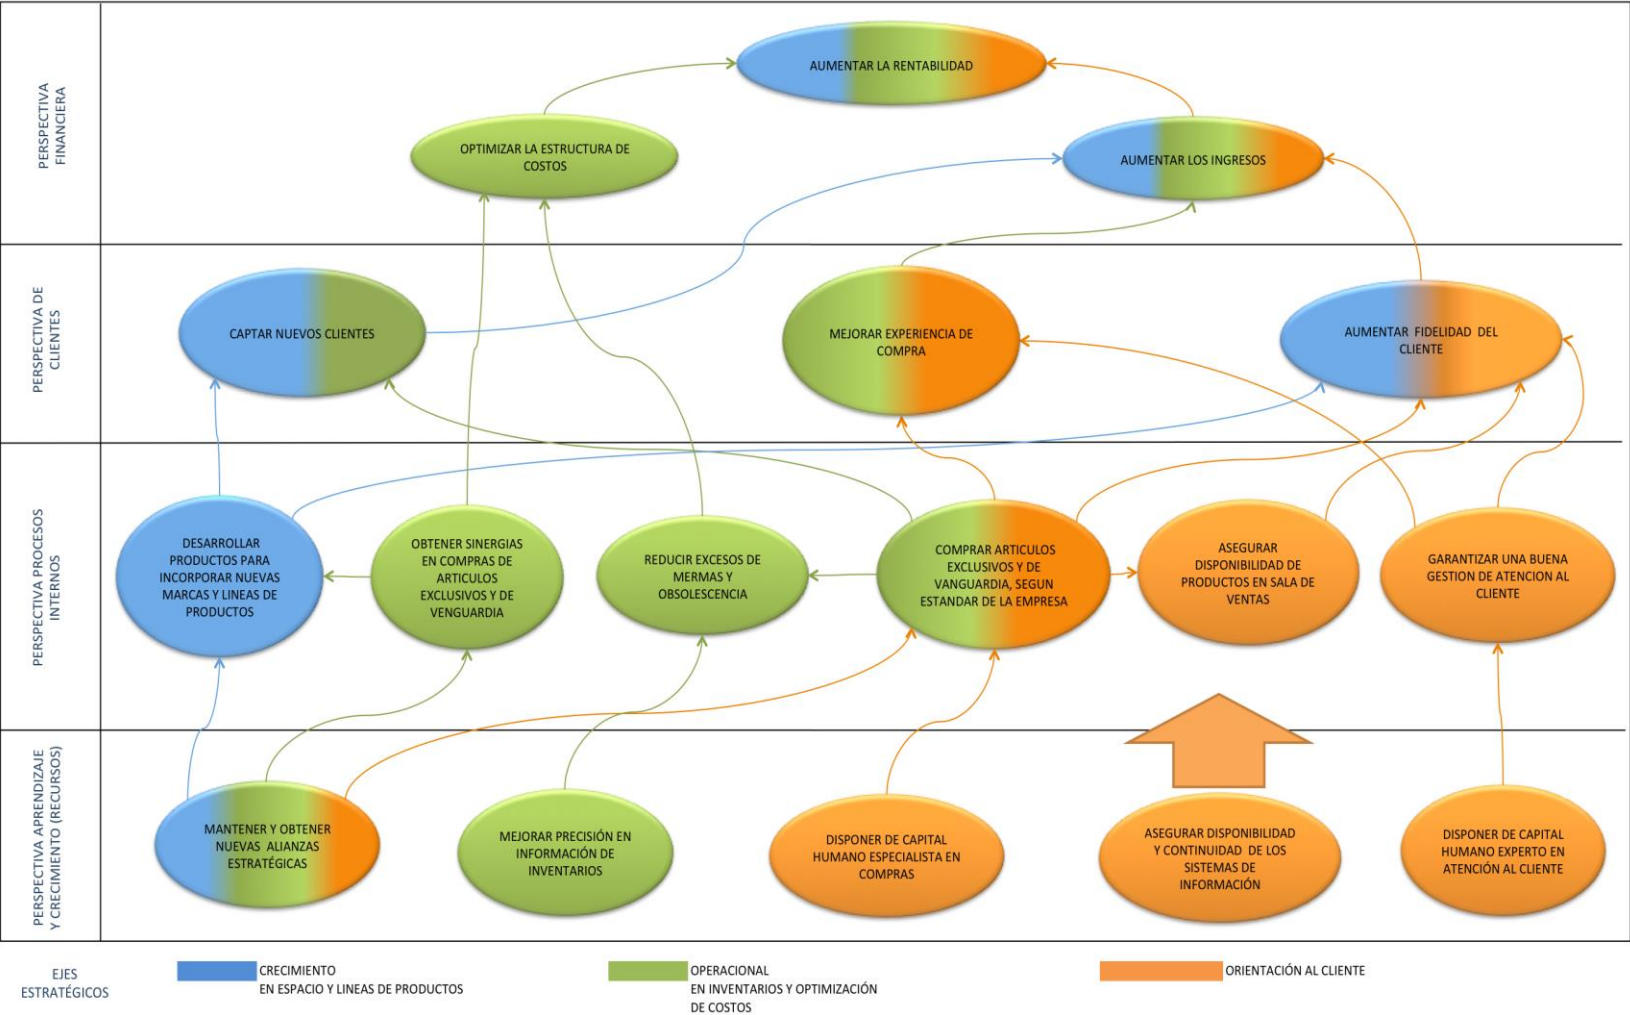 PERSPECTIVA
FINANCIERA
AUMENTAR LA RENTABILIDAD
OPTIMIZAR LA ESTRUCTURA DE
COSTOS
AUMENTAR LOS INGRESOS
PERSPECTIVA DE
CLIENTES
CAPTAR NUEVOS CLIENTES
MEJORAR EXPERIENCIA DE
COMPRA
AUMENTAR FIDELIDAD DEL
CLIENTE
PERSPECTIVA PROCESOS
INTERNOS
DESARROLLAR
PRODUCTOS PARA
INCORPORAR NUEVAS
MARCAS Y LINEAS DE
PRODUCTOS
OBTENER SINERGIAS
EN COMPRAS DE
ARTICULOS
EXCLUSIVOS Y DE
VENGUARDIA
REDUCIR EXCESOS DE
MERMAS Y
OBSOLESCENCIA
COMPRAR ARTICULOS
EXCLUSIVOS Y DE
VANGUARDIA, SEGUN
ESTANDAR DE LA EMPRESA
ASEGURAR
DISPONIBILIDAD DE
PRODUCTOS EN SALA DE
VENTAS
GARANTIZAR UNA BUENA
GESTION DE ATENCION AL
CLIENTE
PERSPECTIVA APRENDIZAJE
Y CRECIMIENTO (RECURSOS)
MANTENER Y OBTENER
NUEVAS ALIANZAS
ESTRATÉGICAS
MEJORAR PRECISIÓN EN
INFORMACIÓN DE
INVENTARIOS
DISPONER DE CAPITAL
HUMANO ESPECIALISTA EN
COMPRAS
ASEGURAR DISPONIBILIDAD
Y CONTINUIDAD DE LOS
SISTEMAS DE
INFORMACIÓN
DISPONER DE CAPITAL
HUMANO EXPERTO EN
ATENCIÓN AL CLIENTE
EJES
ESTRATÉGICOS
CRECIMIENTO
EN ESPACIO Y LINEAS DE PRODUCTOS
OPERACIONAL
EN INVENTARIOS Y OPTIMIZACIÓN
DE COSTOS
ORIENTACIÓN AL CLIENTE